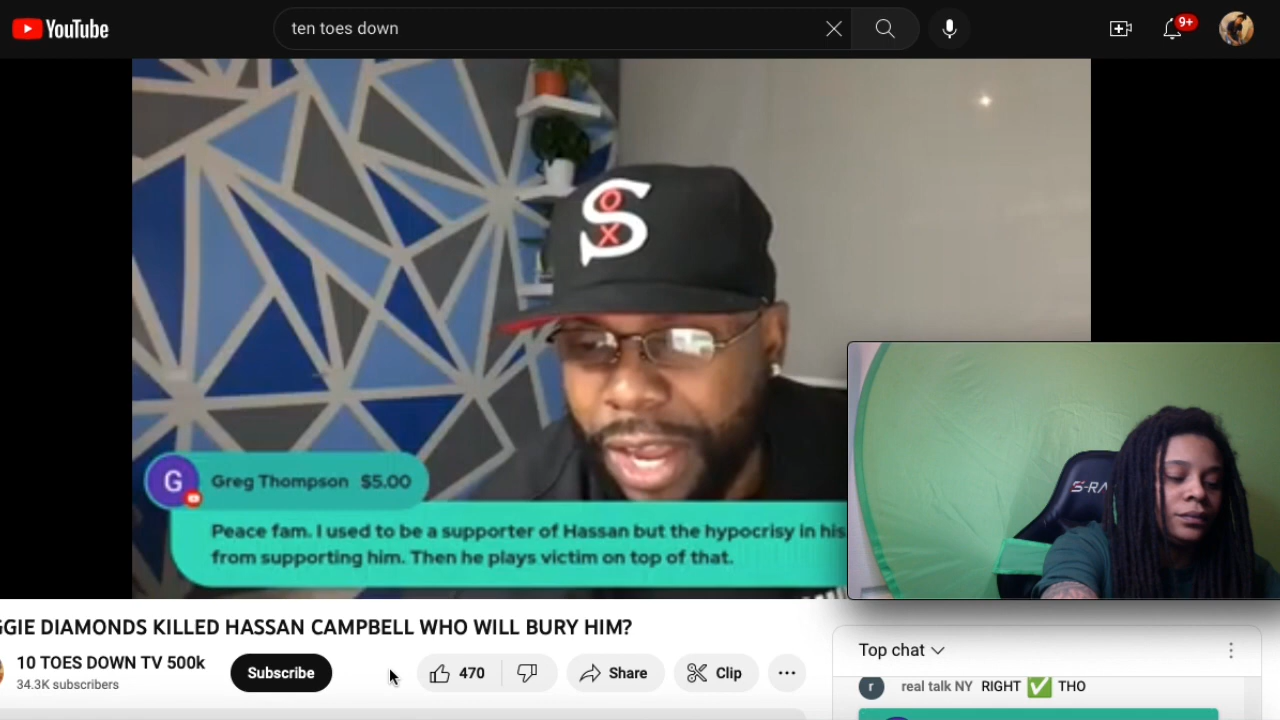 YouTube
ten toes down
9+
SOX
S-RA
G
Greg Thompson $5.00
Peace fam. I used to be a supporter of Hassan but the hypocrisy in his
from supporting him. Then he plays victim on top of that.
GGIE DIAMONDS KILLED HASSAN CAMPBELL WHO WILL BURY HIM?
10 TOES DOWN TV 500k
34.3K subscribers
Subscribe
470
Share
Clip
Top chat
r
real talk NY RIGHT ✅ THO